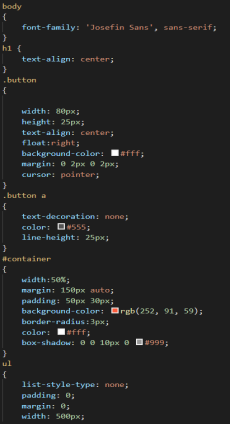 body
{
font-family: 'Josefin Sans', sans-serif;
}
h1 {
text-align: center;
}
.button
{
width: 80px;
height: 25px;
text-align: center;
float:right;
background-color: #fff;
margin: 0 2px 0 2px;
cursor: pointer;
}
.button a
{
text-decoration: none;
color: #555;
line-height: 25px;
}
#container
{
width:50%;
margin: 150px auto;
padding: 50px 30px;
background-color: rgb(252, 91, 59);
border-radius:3px;
color: #fff;
box-shadow: 0 0 10px 0 #999;
}
ul
{
list-style-type: none;
padding: 0;
margin: 0;
width: 500px;